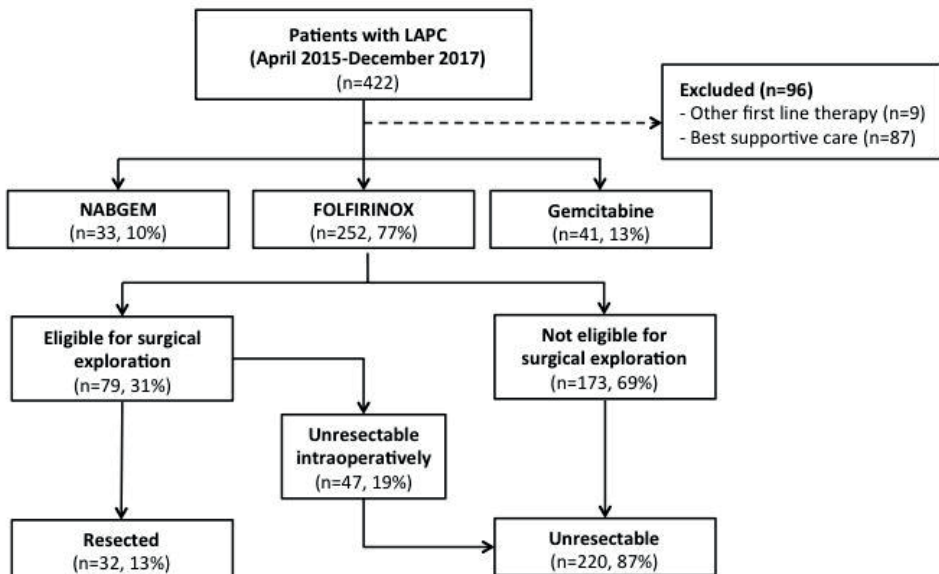 Patients with LAPC
(April 2015-December 2017)
(n=422)
Excluded (n=96)
- Other first line therapy (n=9)
- Best supportive care (n=87)
NABGEM
(n=33, 10%)
FOLFIRINOX
(n=252, 77%)
Gemcitabine
(n=41, 13%)
Eligible for surgical
exploration
(n=79, 31%)
Not eligible for
surgical exploration
(n=173, 69%)
Unresectable
intraoperatively
(n=47, 19%)
Resected
(n=32, 13%)
Unresectable
(n=220, 87%)